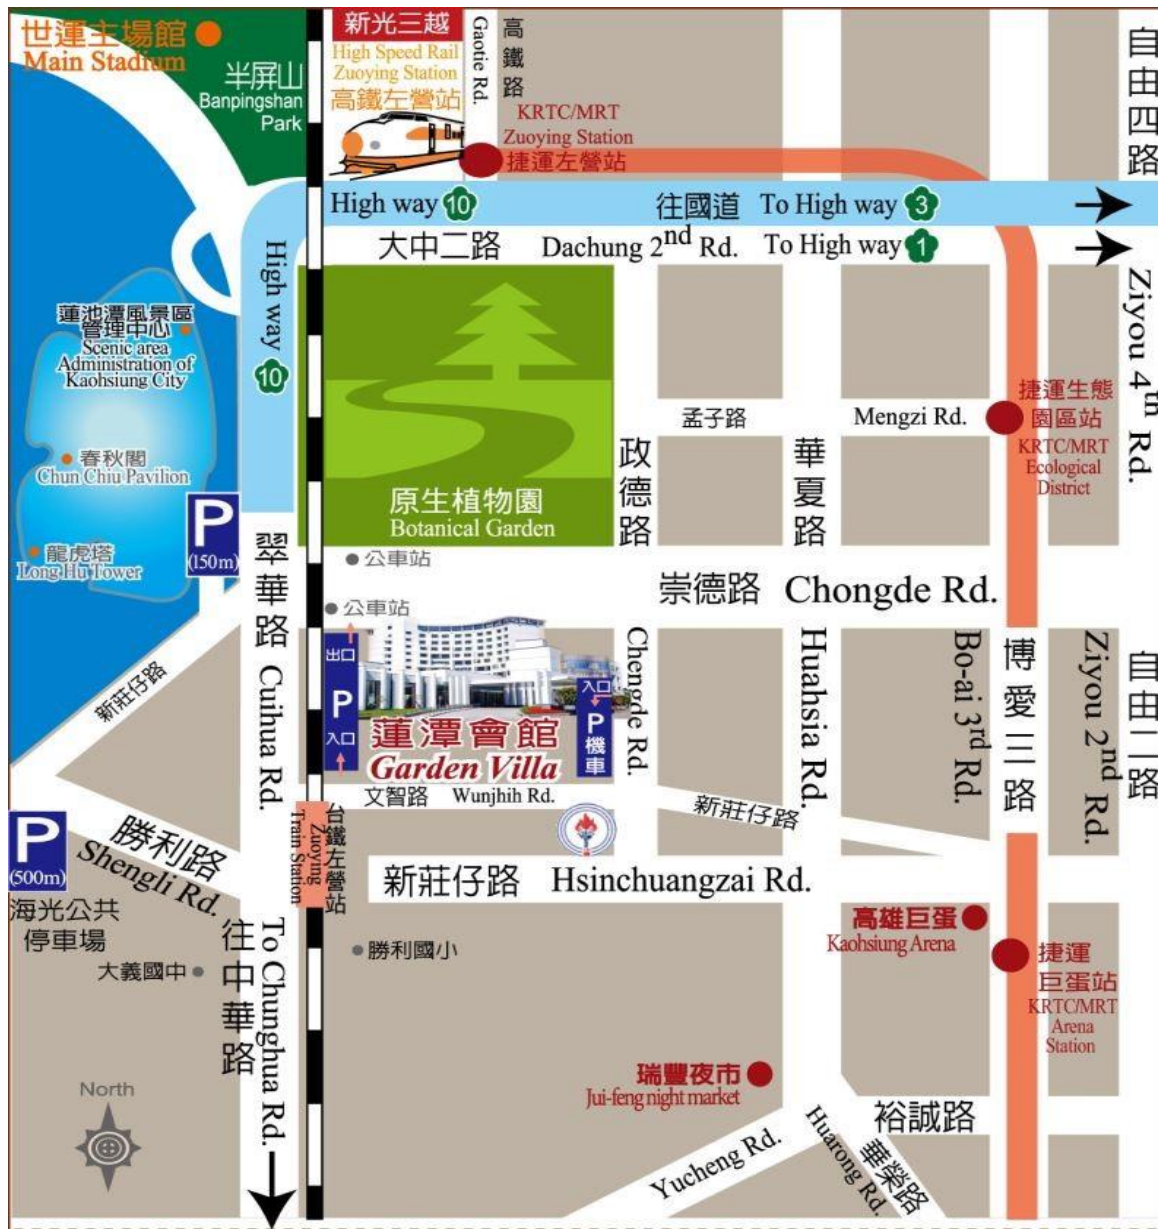 世運主場館
Main Stadium
半屏山
Banpingshan
Park
新光三越
High Speed Rail
Zuoying Station
高鐵左營站
Gaotie Rd.
高鐵路
KRTC/MRT
Zuoying Station
捷運左營站
自由四路
High way 10
往國道 To High way 3
大中二路 Dachung 2nd Rd. To High way 1
High way
10
Ziyou 4th Rd.
蓮池潭風景區
管理中心
Scenic area
Administration of
Kaohsiung City
春秋閣
Chun Chiu Pavilion
龍虎塔
Long Hu Tower
P
(150m)
原生植物園
Botanical Garden
政德路
孟子路
華夏路
Mengzi Rd.
捷運生態
園區站
KRTC/MRT
Ecological
District
翠華路 Cuihua Rd.
公車站
公車站
崇德路 Chongde Rd.
出口
P
入口
入口
P
機車
蓮潭會館
Garden Villa
Chengde Rd.
Huahsia Rd.
Bo-ai 3rd Rd.
博愛三路
Ziyou 2nd Rd.
自由二路
新莊仔路
文智路 Wunjhih Rd.
新莊仔路
P
(500m)
海光公共
停車場
勝利路
Shengli Rd.
台鐵左營站
Zuoying
Train Station
新莊仔路 Hsinchuangzai Rd.
高雄巨蛋
Kaohsiung Arena
捷運
巨蛋站
KRTC/MRT
Arena
Station
大義國中
勝利國小
往中華路
To Chunghua Rd.
瑞豐夜市
Jui-feng night market
North
Yucheng Rd.
裕誠路
Huarong Rd.
華榮路